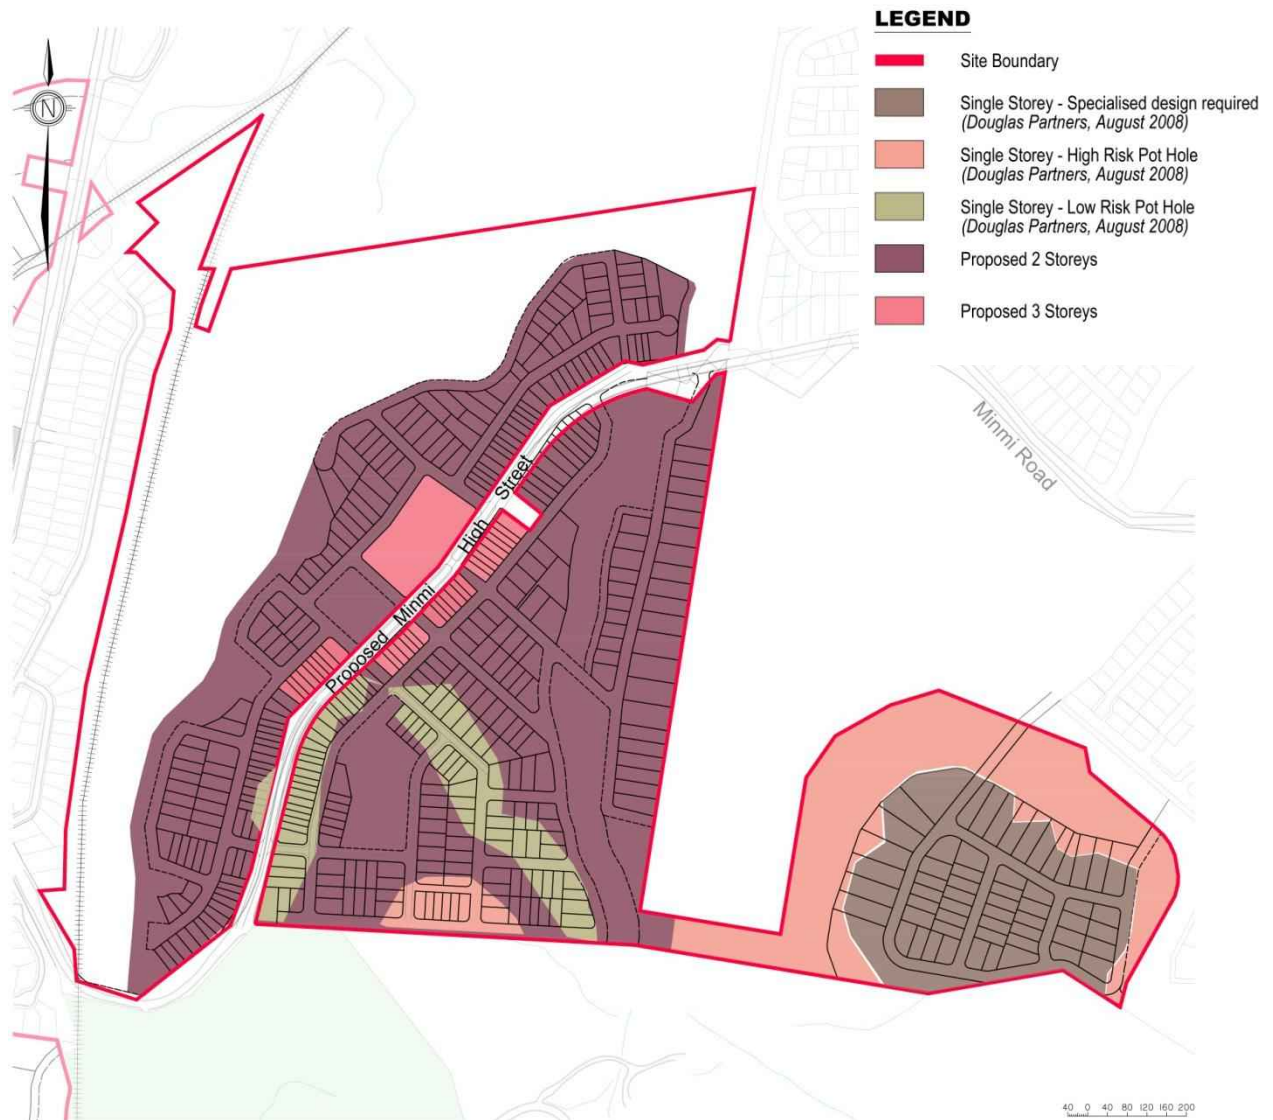 LEGEND
Site Boundary
Single Storey - Specialised design required
(Douglas Partners, August 2008)
Single Storey - High Risk Pot Hole
(Douglas Partners, August 2008)
Single Storey - Low Risk Pot Hole
(Douglas Partners, August 2008)
Proposed 2 Storeys
Proposed 3 Storeys
N
Minmi Road
Proposed Minmi High Street
40 0 40 80 120 160 200